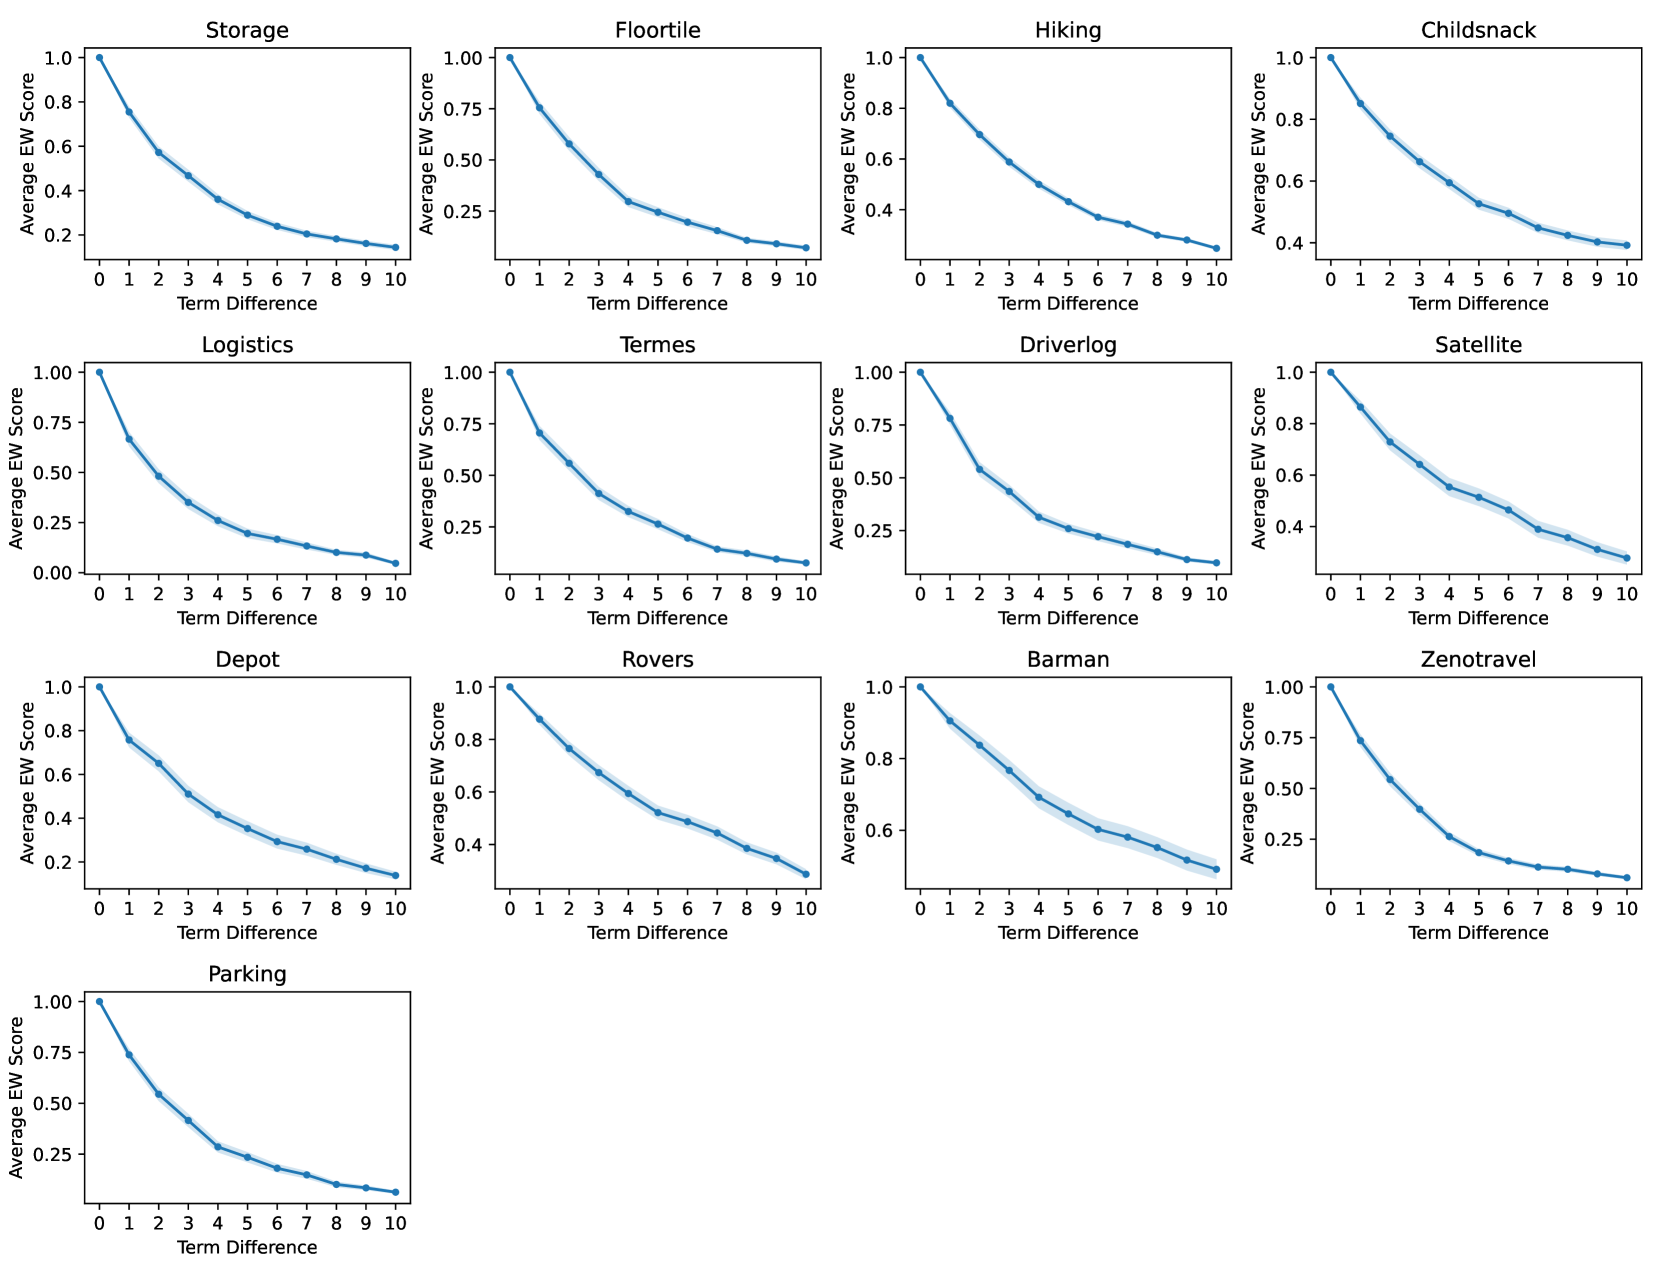 Storage
Floortile
Hiking
Childsnack
Average EW Score
1.0
0.8
0.6
0.4
0.2
0 1 2 3 4 5 6 7 8 9 10
Term Difference
Average EW Score
1.00
0.75
0.50
0.25
0 1 2 3 4 5 6 7 8 9 10
Term Difference
Average EW Score
1.0
0.8
0.6
0.4
0 1 2 3 4 5 6 7 8 9 10
Term Difference
Average EW Score
1.0
0.8
0.6
0.4
0 1 2 3 4 5 6 7 8 9 10
Term Difference
Logistics
Termes
Driverlog
Satellite
Average EW Score
1.00
0.75
0.50
0.25
0.00
0 1 2 3 4 5 6 7 8 9 10
Term Difference
Average EW Score
1.00
0.75
0.50
0.25
0 1 2 3 4 5 6 7 8 9 10
Term Difference
Average EW Score
1.00
0.75
0.50
0.25
0 1 2 3 4 5 6 7 8 9 10
Term Difference
Average EW Score
1.0
0.8
0.6
0.4
0 1 2 3 4 5 6 7 8 9 10
Term Difference
Depot
Rovers
Barman
Zenotravel
Average EW Score
1.0
0.8
0.6
0.4
0.2
0 1 2 3 4 5 6 7 8 9 10
Term Difference
Average EW Score
1.0
0.8
0.6
0.4
0 1 2 3 4 5 6 7 8 9 10
Term Difference
Average EW Score
1.0
0.8
0.6
0 1 2 3 4 5 6 7 8 9 10
Term Difference
Average EW Score
1.00
0.75
0.50
0.25
0 1 2 3 4 5 6 7 8 9 10
Term Difference
Parking
Average EW Score
1.00
0.75
0.50
0.25
0 1 2 3 4 5 6 7 8 9 10
Term Difference